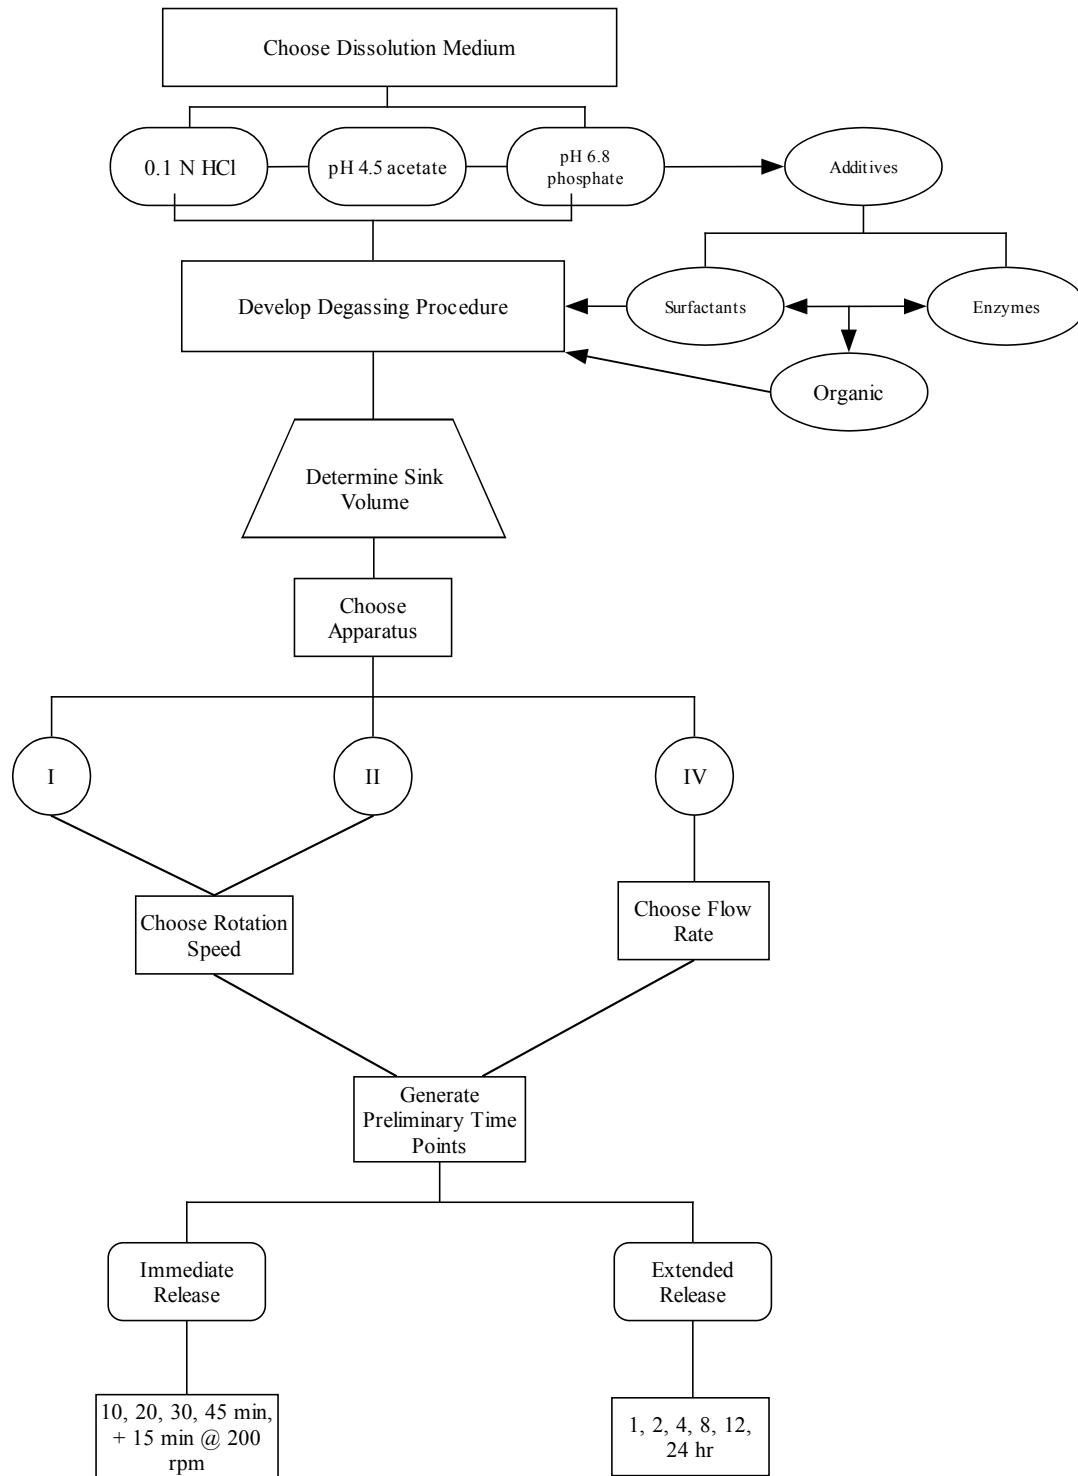 Choose Dissolution Medium
0.1 N HCl
pH 4.5 acetate
pH 6.8
phosphate
Additives
Develop Degassing Procedure
Surfactants
Enzymes
Organic
Determine Sink
Volume
Choose
Apparatus
I
II
IV
Choose Rotation
Speed
Choose Flow
Rate
Generate
Preliminary Time
Points
Immediate
Release
Extended
Release
10, 20, 30, 45 min,
+ 15 min @ 200
rpm
1, 2, 4, 8, 12,
24 hr